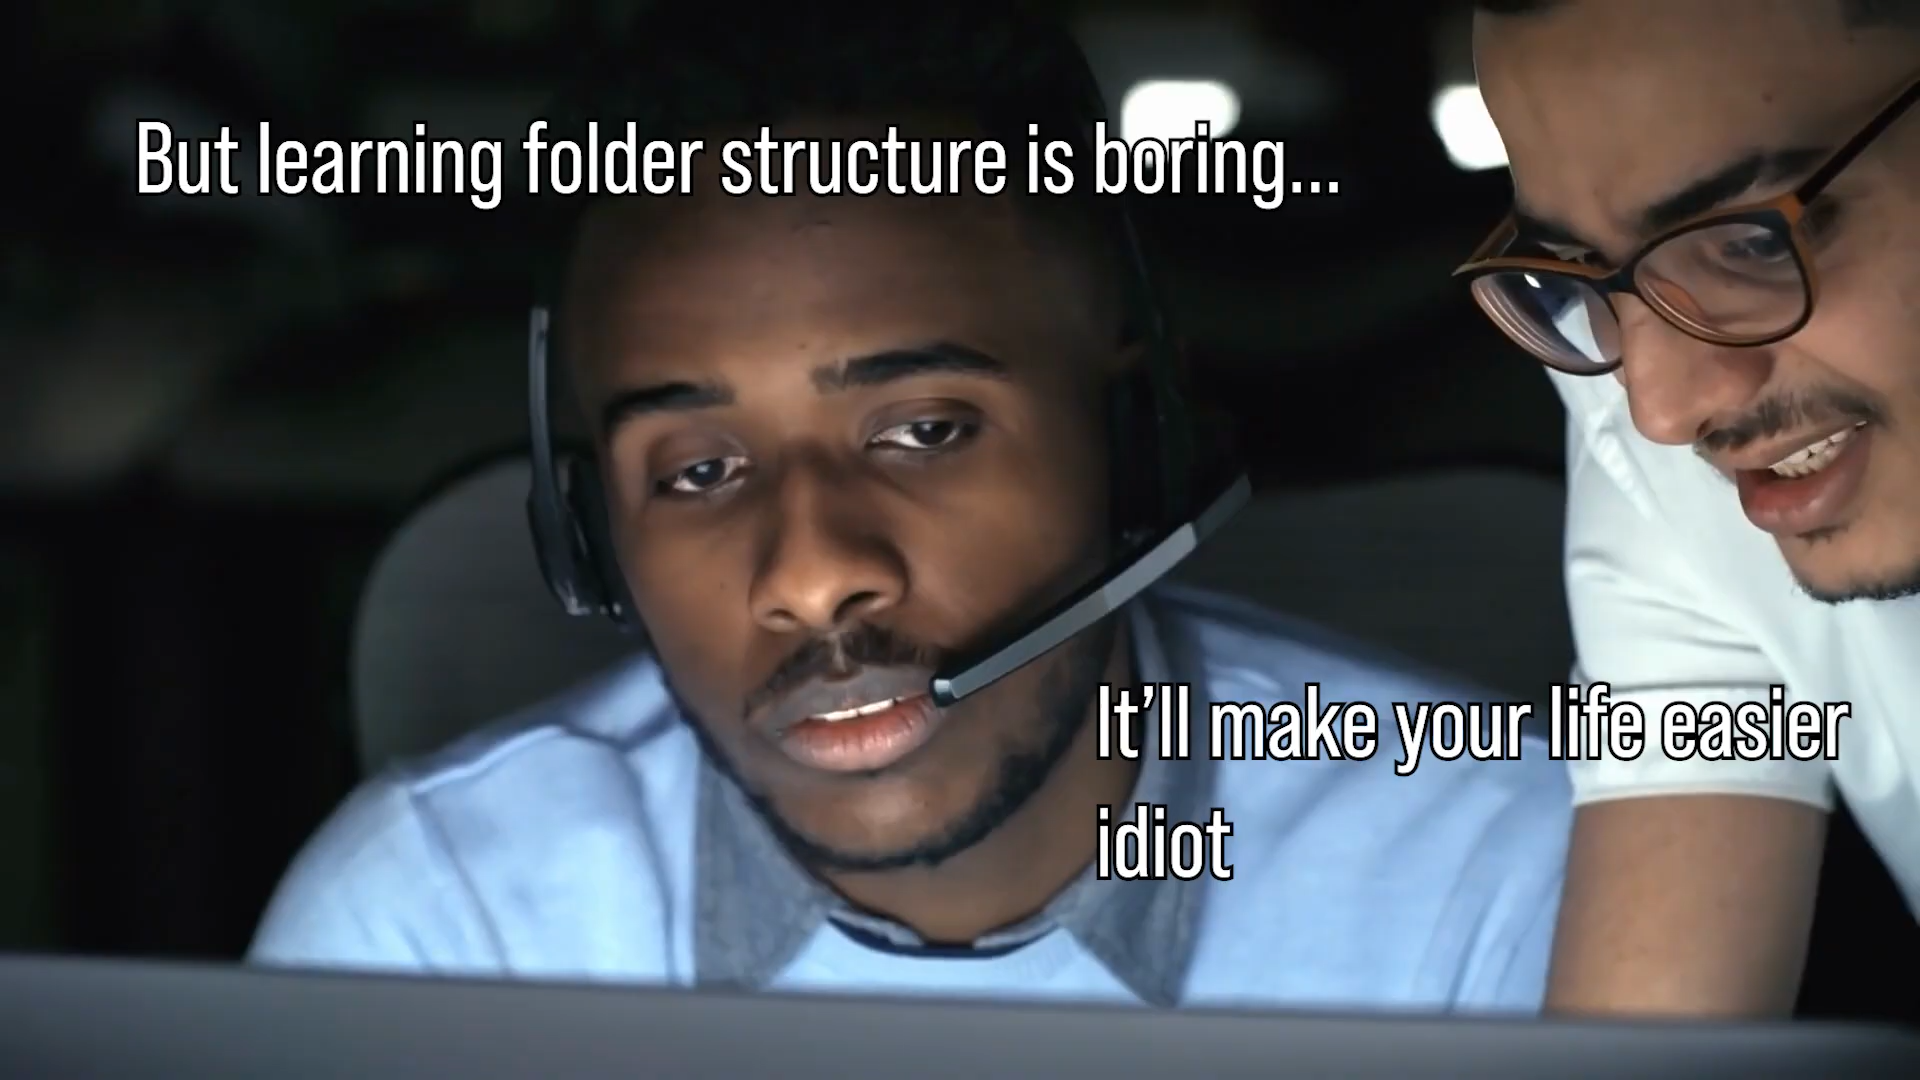 But learning folder structure is boring...
It’ll make your life easier
idiot